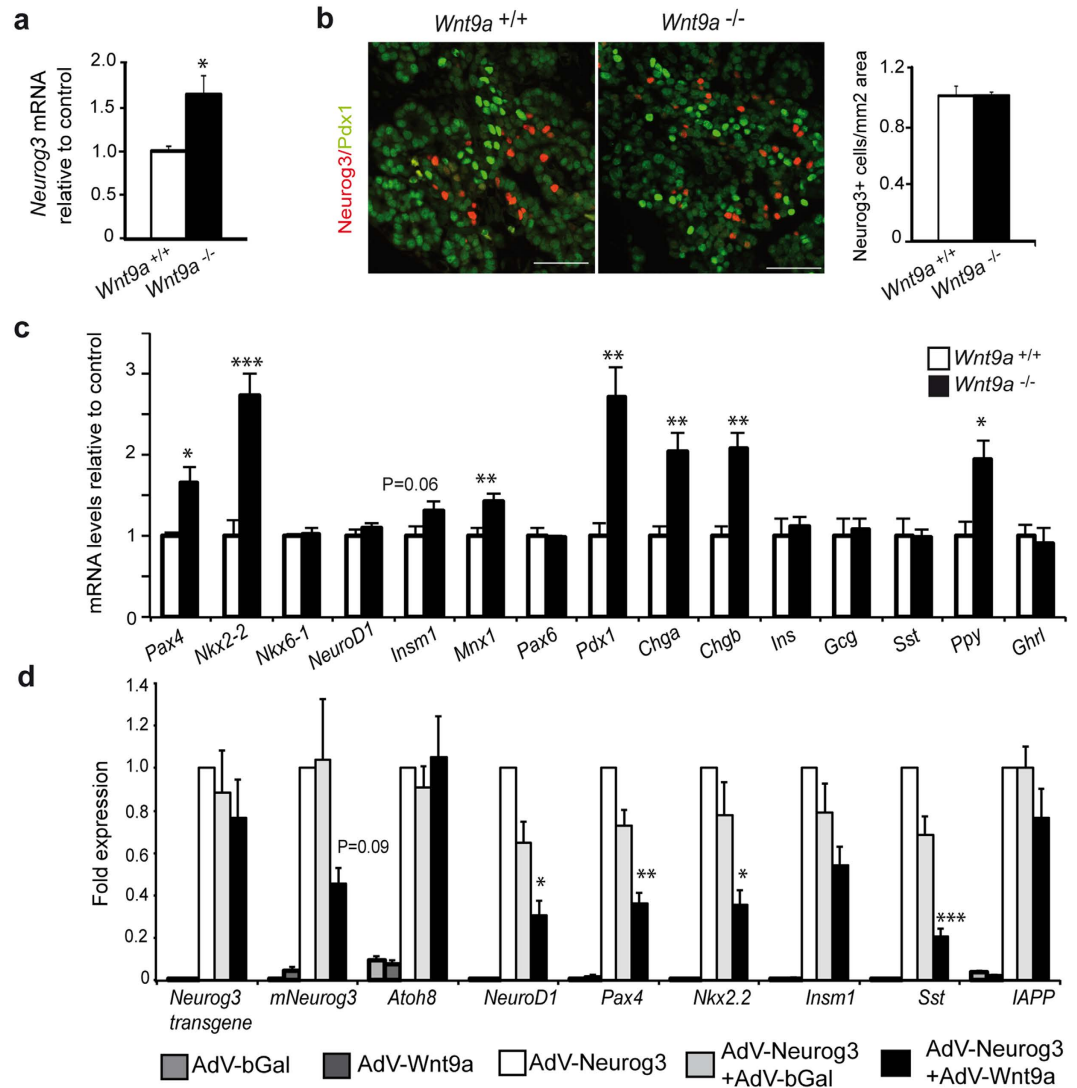 a
Neurog3 mRNA
relative to control
2.0
1.5
1.0
0.5
0
*
Wnt9a +/+
Wnt9a -/-
b
Wnt9a +/+
Wnt9a -/-
Neurog3/Pdx1
Neurog3+ cells/mm2 area
1.2
0.8
0.4
0
Wnt9a +/+
Wnt9a -/-
c
mRNA levels relative to control
3
2
1
0
*
***
P=0.06
**
**
**
**
*
Wnt9a +/+
Wnt9a -/-
Pax4
Nkx2-2
Nkx6-1
NeuroD1
Insm1
Mnx1
Pax6
Pdx1
Chga
Chgb
Ins
Gcg
Sst
Ppy
Ghrl
d
Fold expression
1.4
1.2
1.0
0.8
0.6
0.4
0.2
0
P=0.09
*
**
*
***
Neurog3
transgene
mNeurog3
Atoh8
NeuroD1
Pax4
Nkx2.2
Insm1
Sst
IAPP
AdV-bGal
AdV-Wnt9a
AdV-Neurog3
AdV-Neurog3
+AdV-bGal
AdV-Neurog3
+AdV-Wnt9a